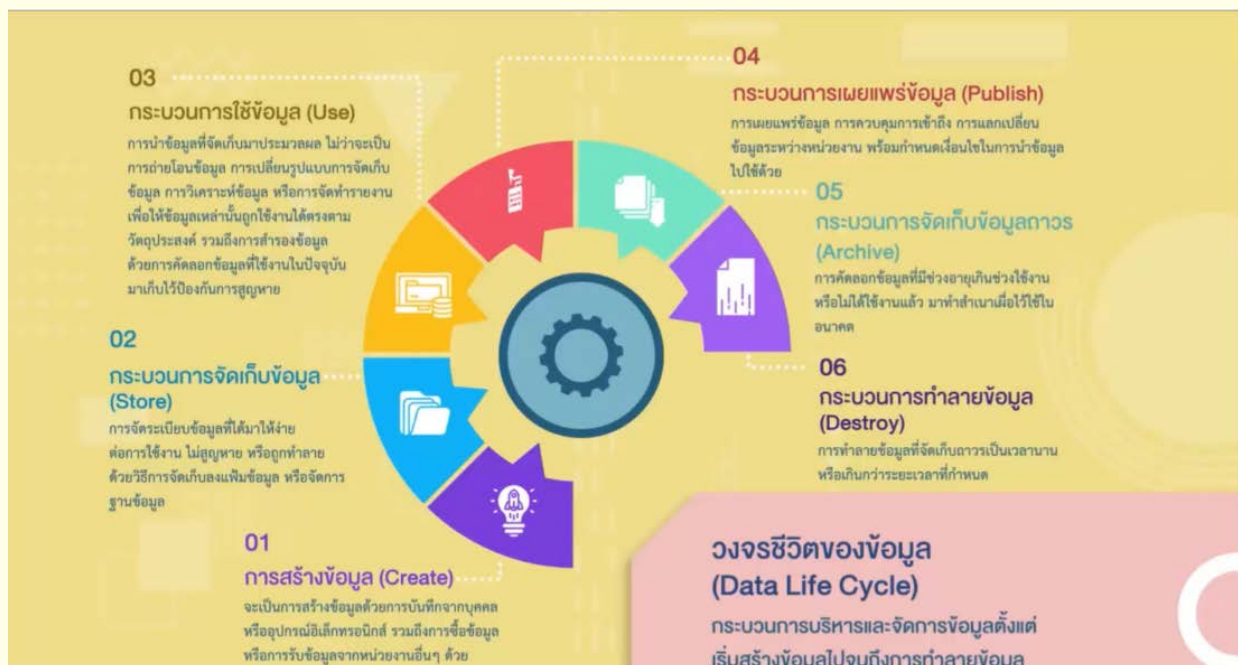 03
กระบวนการใช้ข้อมูล (Use)
การนำข้อมูลที่จัดเก็บมาประมวลผล ไม่ว่าจะเป็น
การถ่ายโอนข้อมูล การเปลี่ยนรูปแบบการจัดเก็บ
ข้อมูล การวิเคราะห์ข้อมูล หรือการจัดทำรายงาน
เพื่อให้ข้อมูลเหล่านั้นถูกใช้งานได้ตรงตาม
วัตถุประสงค์ รวมถึงการสำรองข้อมูล
ด้วยการคัดลอกข้อมูลที่ใช้งานในปัจจุบัน
มาเก็บไว้ป้องกันการสูญหาย
04
กระบวนการเผยแพร่ข้อมูล (Publish)
การเผยแพร่ข้อมูล การควบคุมการเข้าถึง การแลกเปลี่ยน
ข้อมูลระหว่างหน่วยงาน พร้อมกำหนดเงื่อนไขในการนำข้อมูล
ไปใช้ด้วย
05
กระบวนการจัดเก็บข้อมูลถาวร
(Archive)
การคัดลอกข้อมูลที่มีช่วงอายุเกินช่วงใช้งาน
หรือไม่ได้ใช้งานแล้ว มาทำสำเนาเผื่อไว้ใช้ใน
อนาคต
02
กระบวนการจัดเก็บข้อมูล
(Store)
การจัดระเบียบข้อมูลที่ได้มาให้ง่าย
ต่อการใช้งาน ไม่สูญหาย หรือถูกทำลาย
ด้วยวิธีการจัดเก็บลงแฟ้มข้อมูล หรือจัดการ
ฐานข้อมูล
06
กระบวนการทำลายข้อมูล
(Destroy)
การทำลายข้อมูลที่จัดเก็บถาวรเป็นเวลานาน
หรือเกินกว่าระยะเวลาที่กำหนด
01
การสร้างข้อมูล (Create)
จะเป็นการสร้างข้อมูลด้วยการบันทึกจากบุคคล
หรืออุปกรณ์อิเล็กทรอนิกส์ รวมถึงการซื้อข้อมูล
หรือการรับข้อมูลจากหน่วยงานอื่นๆ ด้วย
วงจรชีวิตของข้อมูล
(Data Life Cycle)
กระบวนการบริหารและจัดการข้อมูลตั้งแต่
เริ่มสร้างข้อมูลไปจนถึงการทำลายข้อมูล